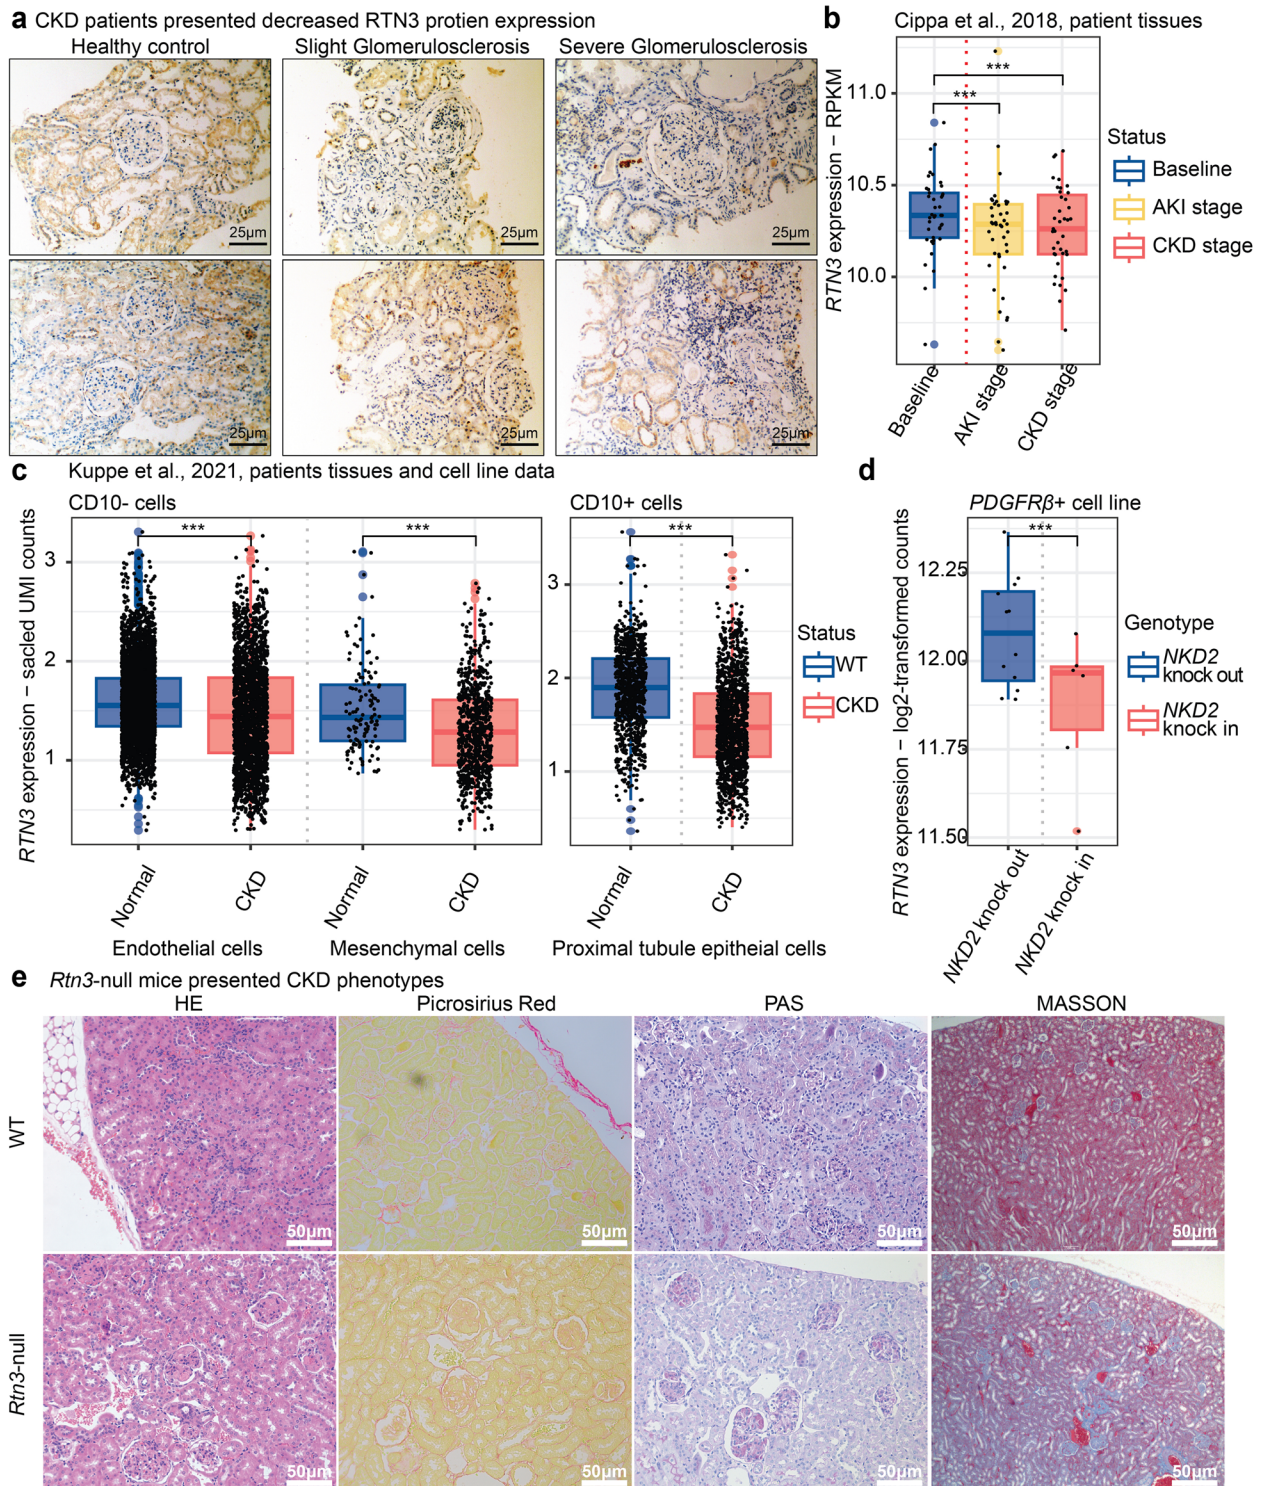 a CKD patients presented decreased RTN3 protien expression
Healthy control
Slight Glomerulosclerosis
Severe Glomerulosclerosis
25µm
25µm
25µm
25µm
25µm
25µm
b Cippa et al., 2018, patient tissues
RTN3 expression − RPKM
11.0
10.5
10.0
***
***
Baseline
AKI stage
CKD stage
Status
Baseline
AKI stage
CKD stage
c Kuppe et al., 2021, patients tissues and cell line data
CD10- cells
CD10+ cells
RTN3 expression − sacled UMI counts
3
2
1
***
***
Normal
CKD
Normal
CKD
Endothelial cells
Mesenchymal cells
3
2
1
***
Normal
CKD
Proximal tubule epitheial cells
Status
WT
CKD
d
PDGFRβ+ cell line
RTN3 expression − log2-transformed counts
12.25
12.00
11.75
11.50
***
NKD2 knock out
NKD2 knock in
Genotype
NKD2
knock out
NKD2
knock in
e Rtn3-null mice presented CKD phenotypes
HE
Picrosirius Red
PAS
MASSON
WT
50µm
50µm
50µm
50µm
Rtn3-null
50µm
50µm
50µm
50µm